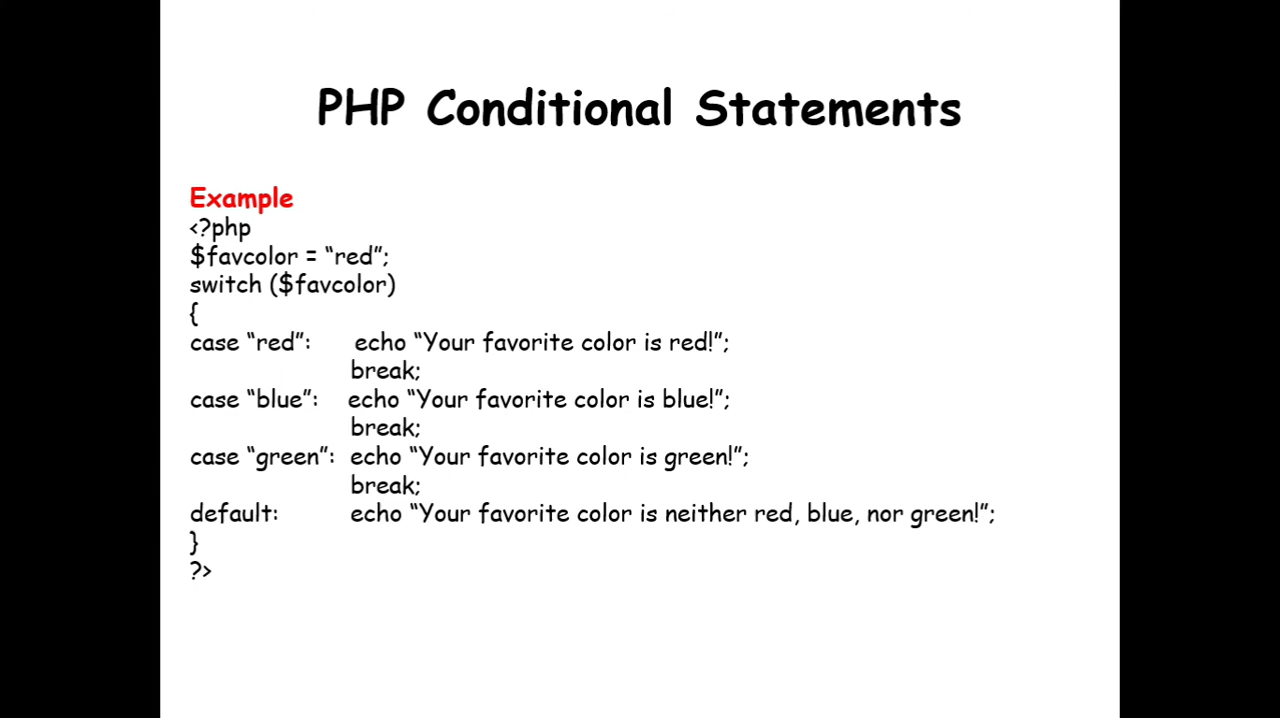 PHP Conditional Statements
Example
<?php
$favcolor = “red”;
switch ($favcolor)
{
case “red”: echo “Your favorite color is red!”;
break;
case “blue”: echo “Your favorite color is blue!”;
break;
case “green”: echo “Your favorite color is green!”;
break;
default: echo “Your favorite color is neither red, blue, nor green!”;
}
?>